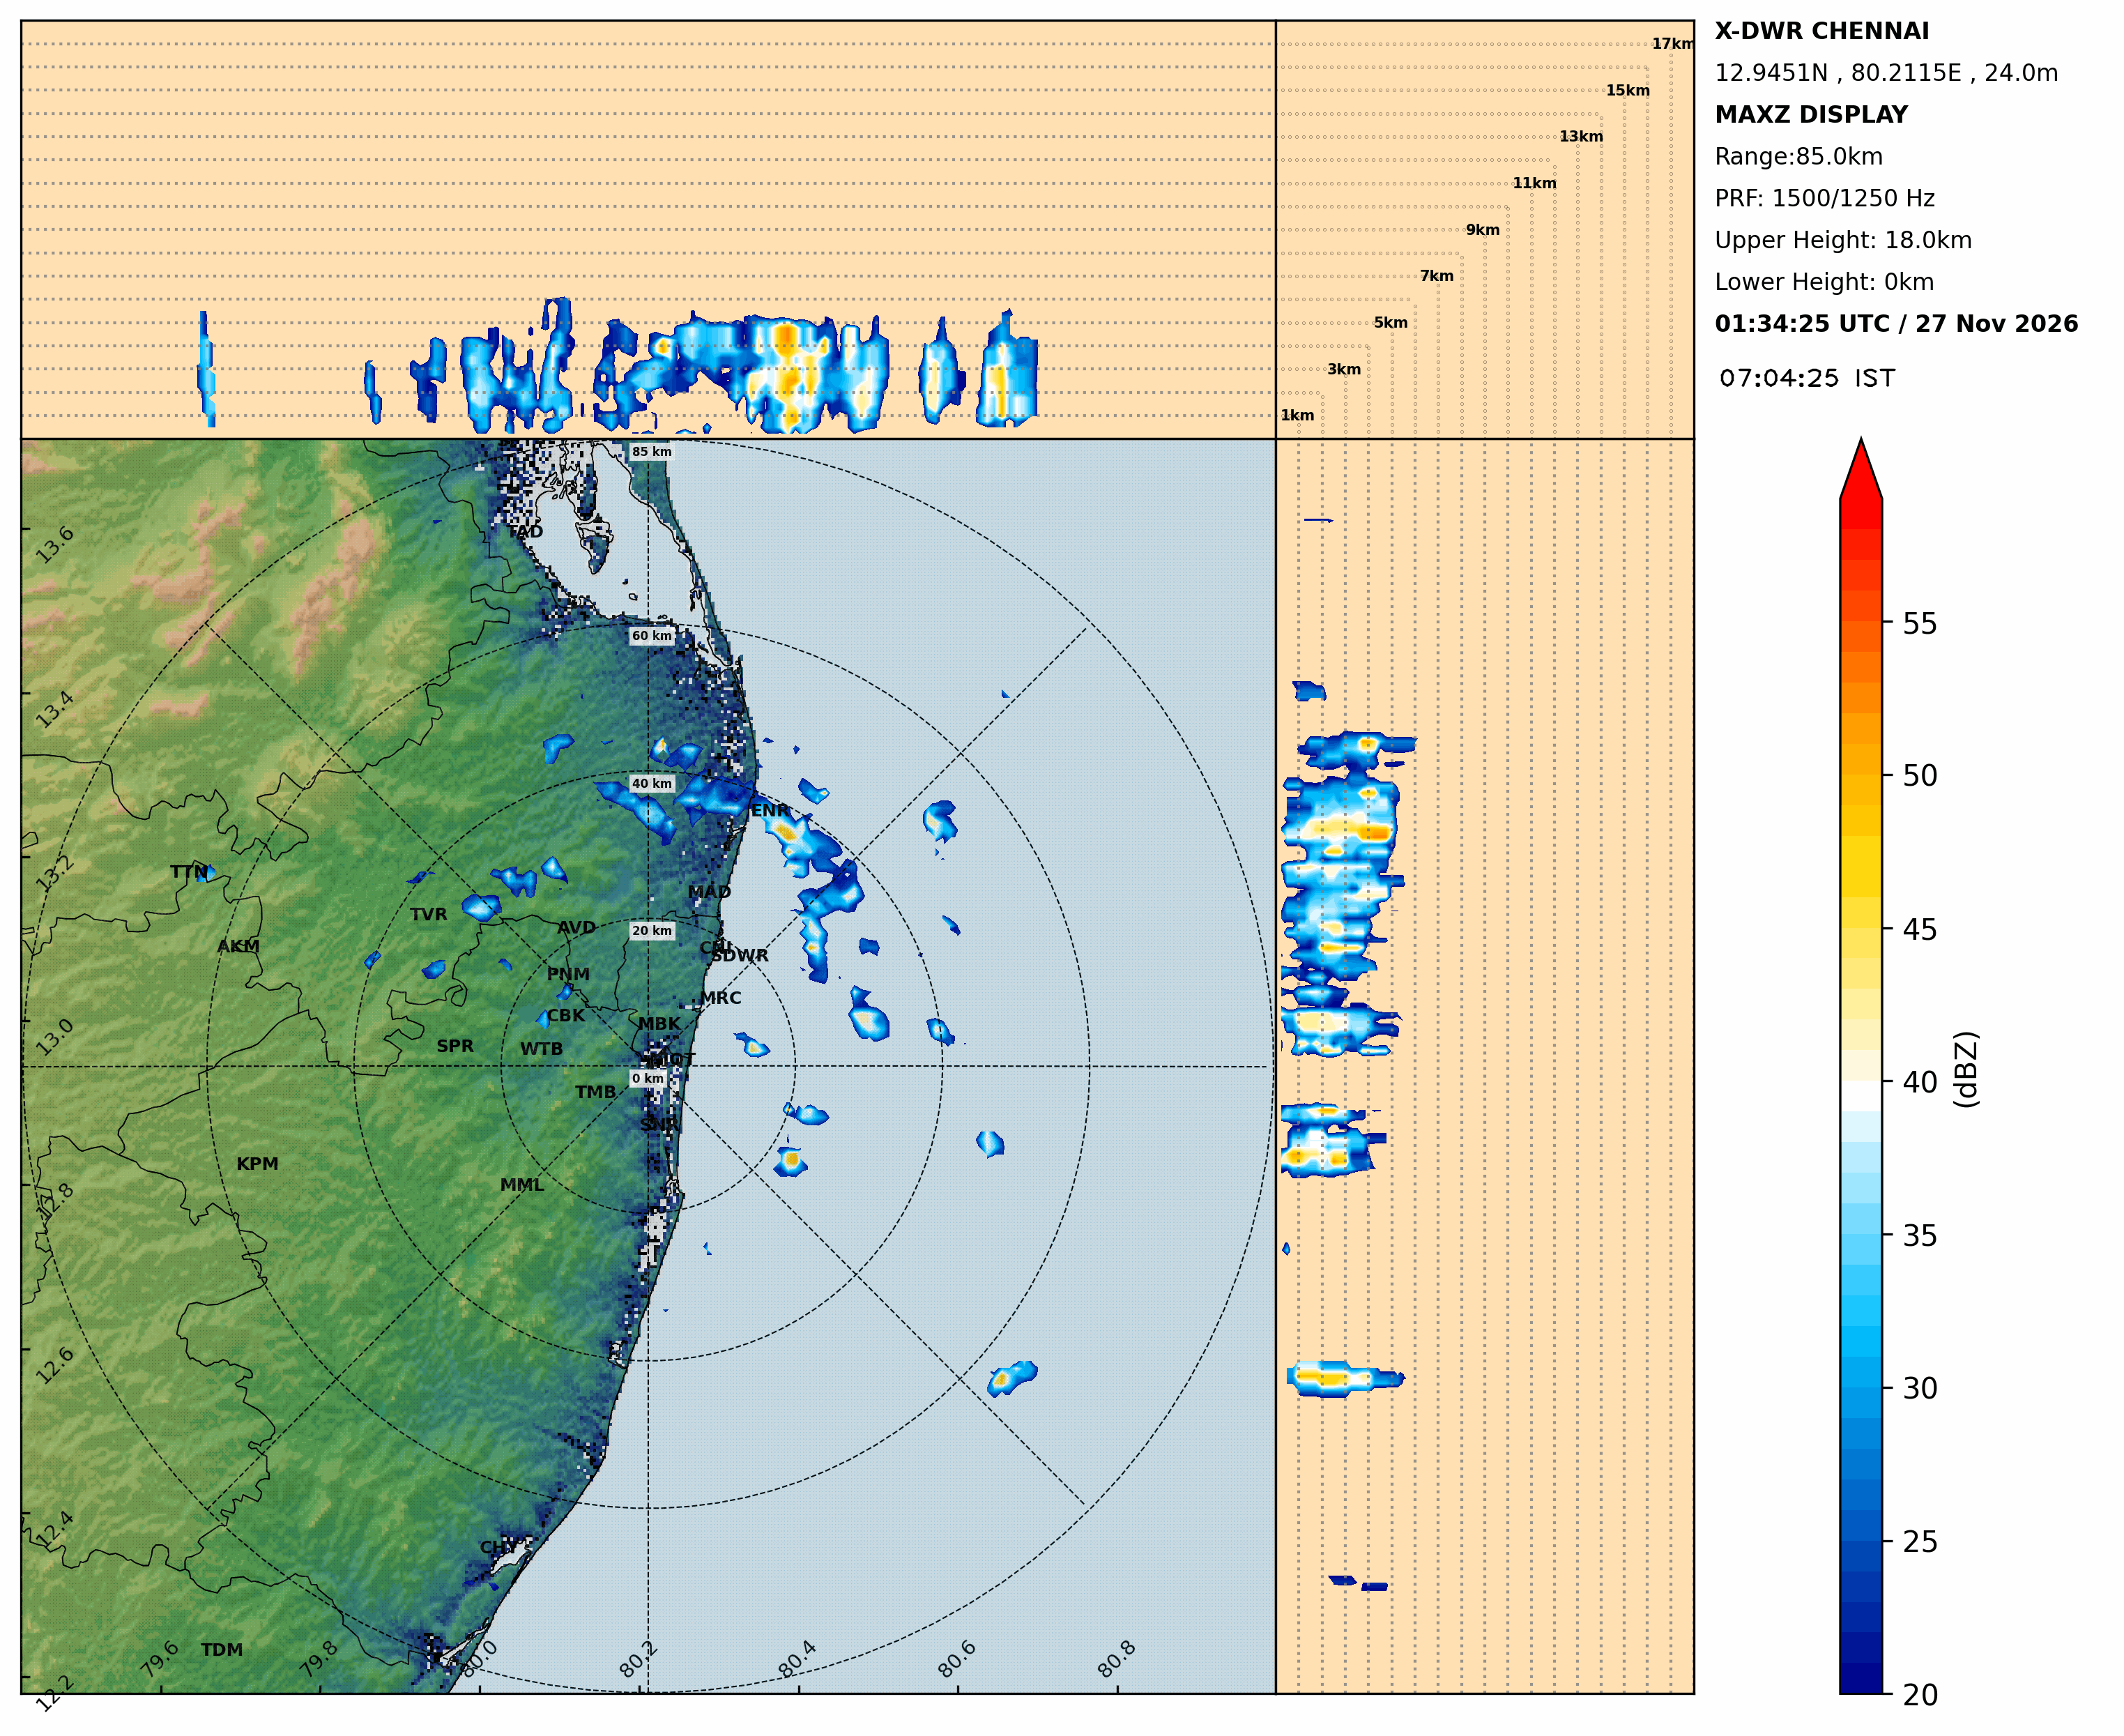 X-DWR CHENNAI
12.9451N , 80.2115E , 24.0m
MAXZ DISPLAY
Range:85.0km
PRF: 1500/1250 Hz
Upper Height: 18.0km
Lower Height: 0km
01:34:25 UTC / 27 Nov 2026
07:04:25 IST
17km
15km
13km
11km
9km
7km
5km
3km
1km
85 km
60 km
40 km
20 km
0 km
TAD
ENR
TTN
MAD
TVR
AVD
AKM
SDWR
PNM
MRC
CBK
MBK
SPR
WTB
TMB
SNR
KPM
MML
CHY
TDM
13.6
13.4
13.2
13.0
12.8
12.6
12.4
12.2
79.6
79.8
80.0
80.2
80.4
80.6
80.8
55
50
45
40
35
30
25
20
(dBZ)